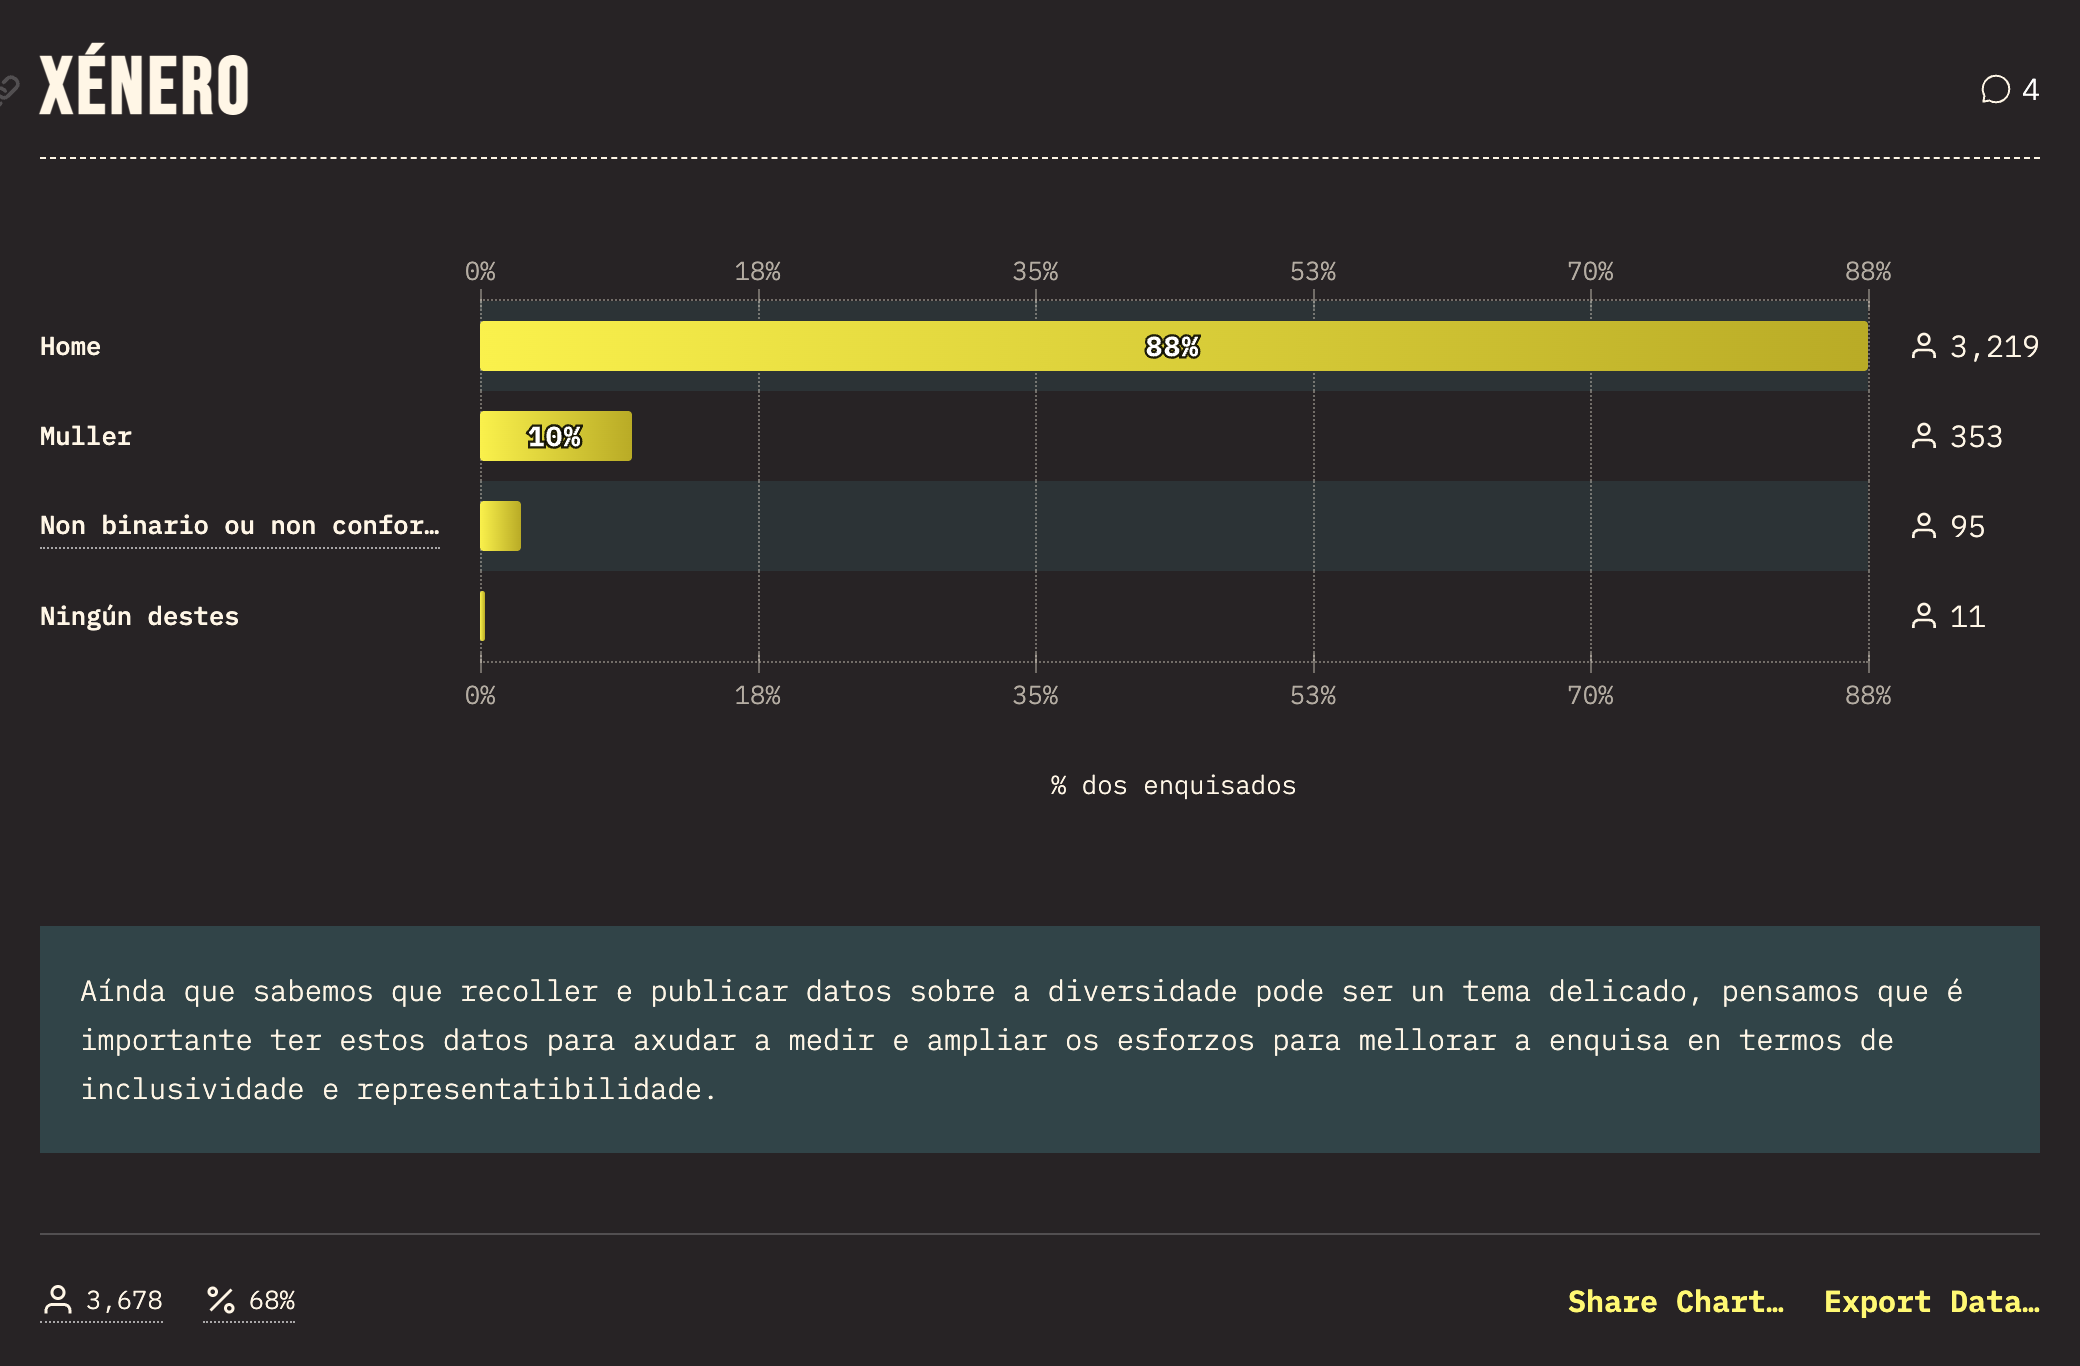 XÉNERO
4
0% 18% 35% 53% 70% 88%
Home 88% 3,219
Muller 10% 353
Non binario ou non confor… 95
Ningún destes 11
0% 18% 35% 53% 70% 88%
% dos enquisados
Aínda que sabemos que recoller e publicar datos sobre a diversidade pode ser un tema delicado, pensamos que é
importante ter estos datos para axudar a medir e ampliar os esforzos para mellorar a enquisa en termos de
inclusividade e representatibilidade.
3,678 % 68% Share Chart… Export Data…